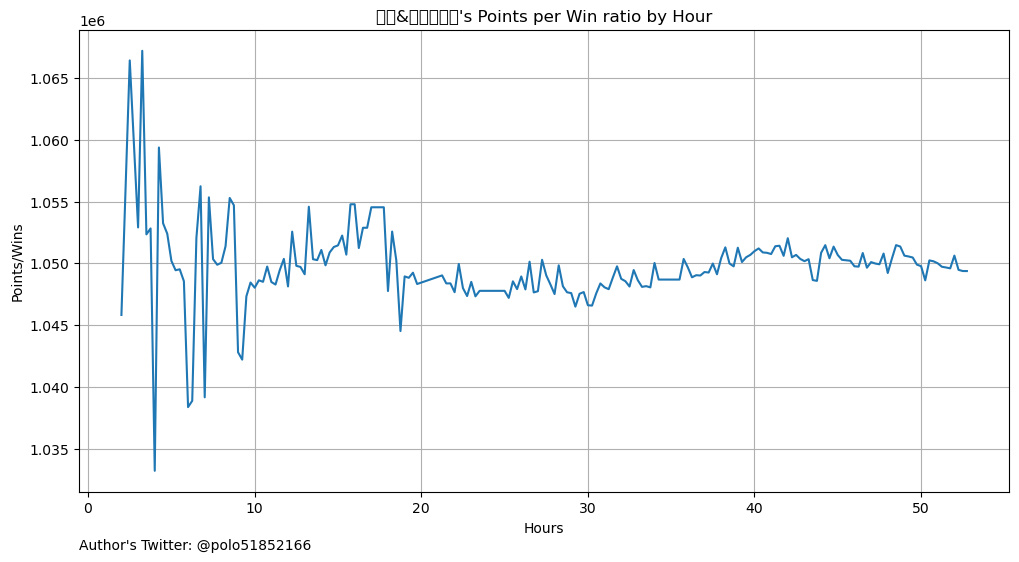 1e6
's Points per Win ratio by Hour
Points/Wins
1.065
1.060
1.055
1.050
1.045
1.040
1.035
0 10 20 30 40 50
Hours
Author's Twitter: @polo51852166